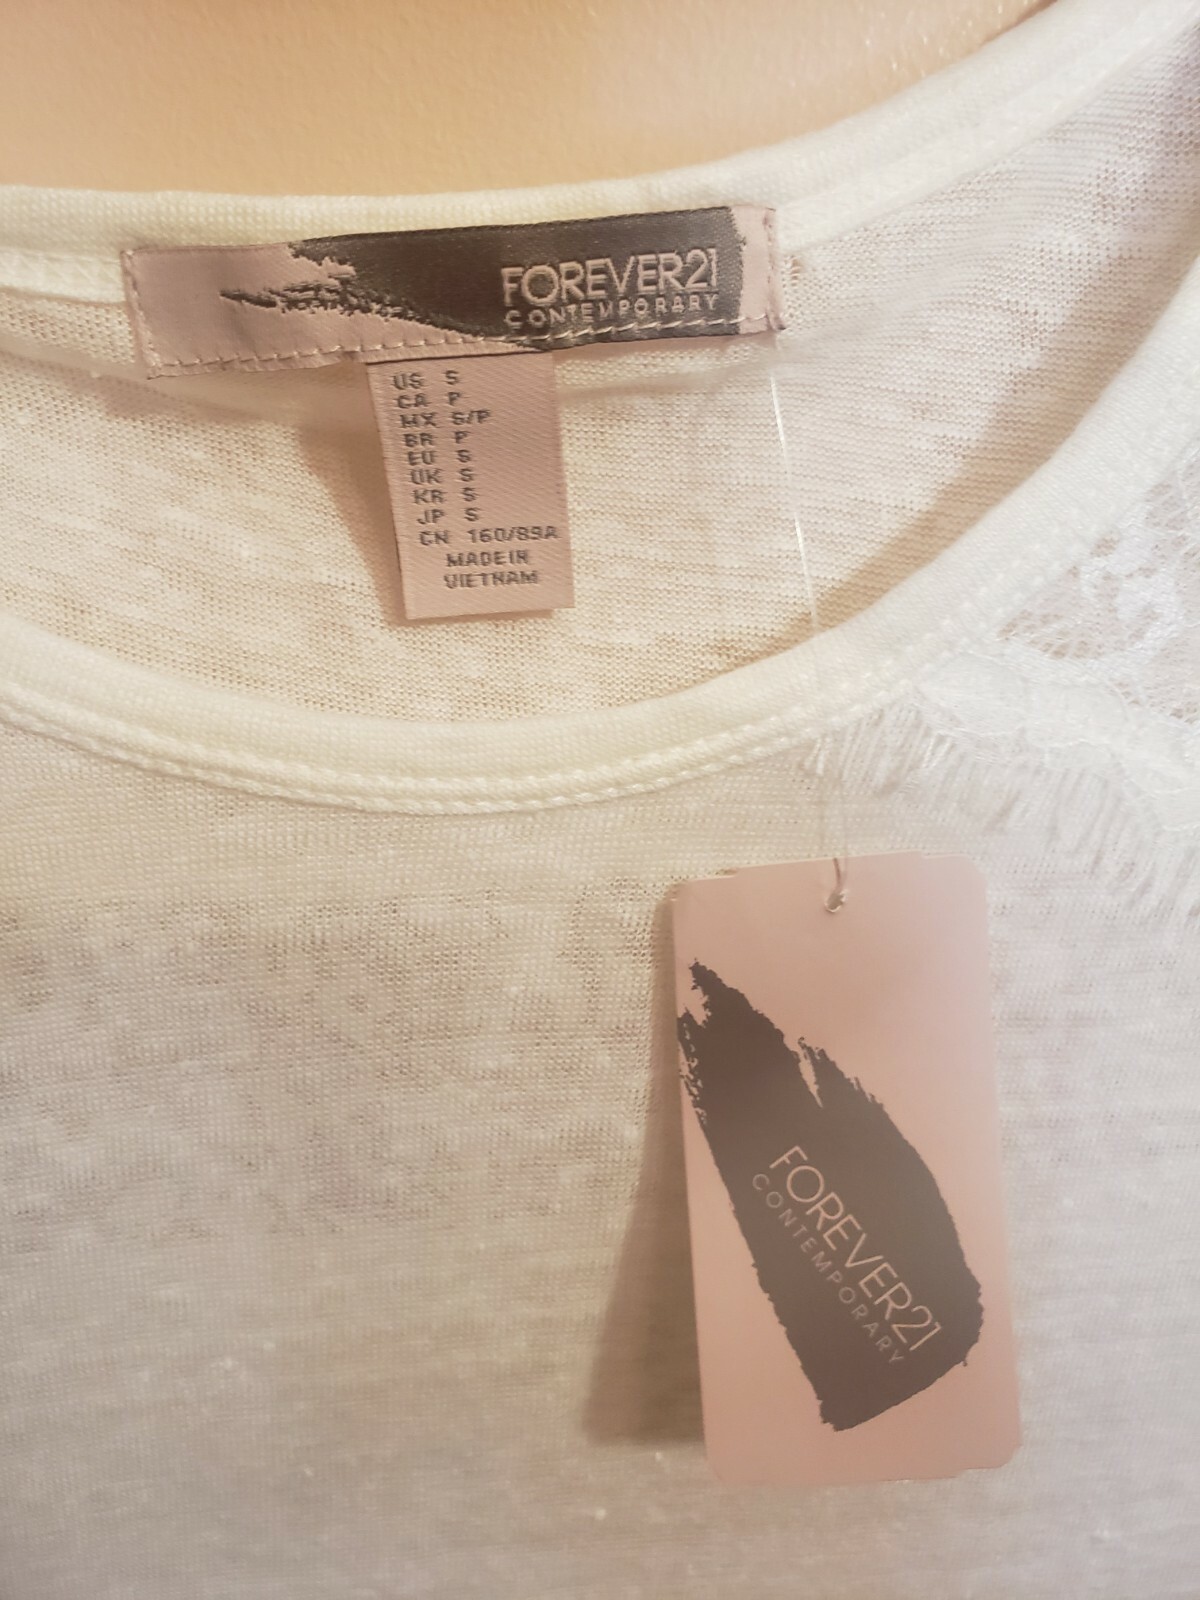 FOREVER21
CONTEMPORARY
US S
CA P
MX S/P
BR P
EU S
UK S
KR S
JP S
CN 160/89A
MADE IN
VIETNAM
FOREVER21
CONTEMPORARY